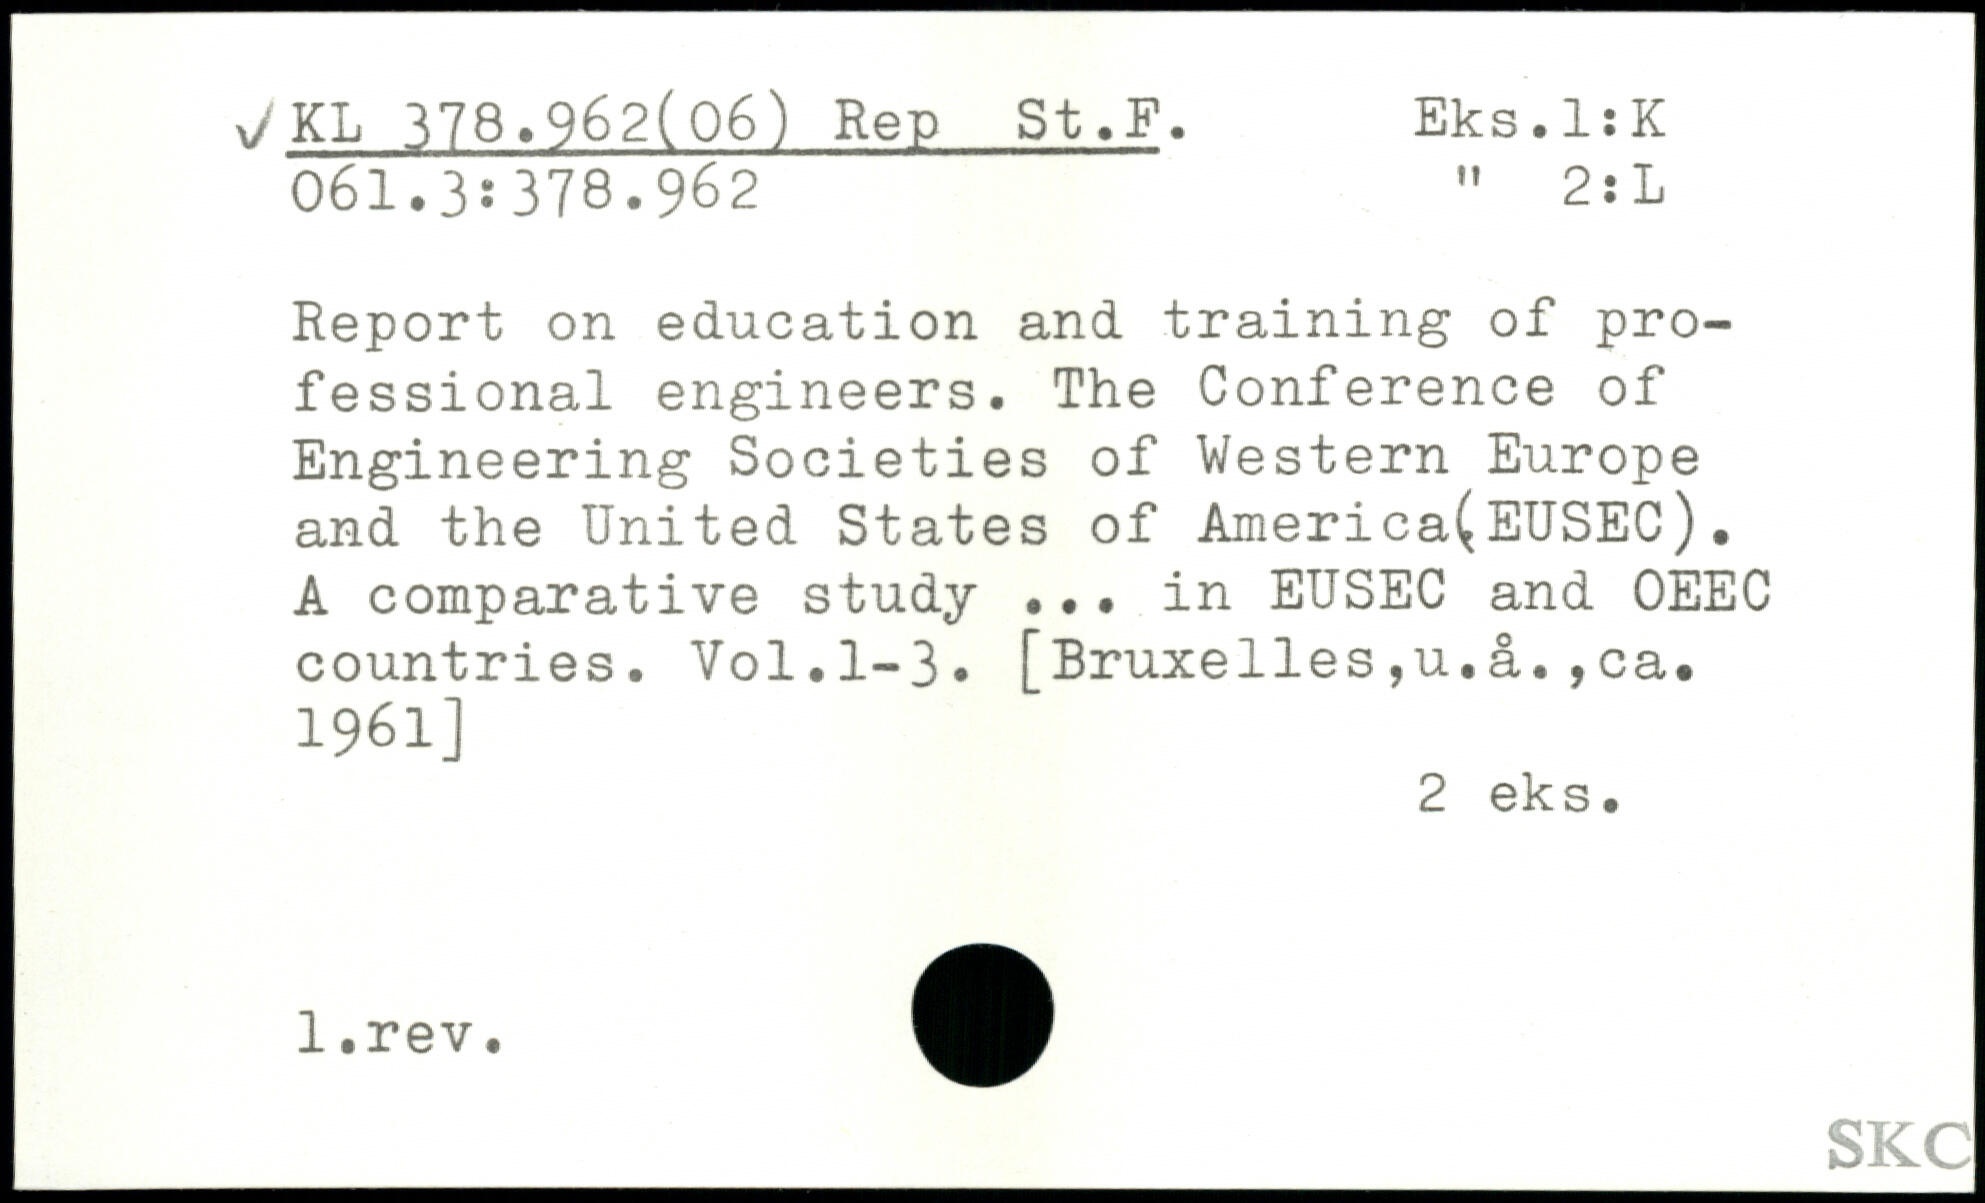 ✓ KL 378.962(06) Rep St.F. Eks.1:K
061.3:378.962 " 2:L
Report on education and training of pro-
fessional engineers. The Conference of
Engineering Societies of Western Europe
and the United States of America(EUSEC).
A comparative study ... in EUSEC and OEEC
countries. Vol.1-3. [Bruxelles,u.å.,ca.
1961]
2 eks.
1.rev.
SKC